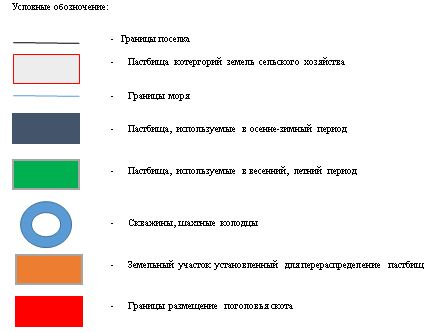 Условные обозначение:
- Границы поселка
- Пастбища котергорий земель сельского хозяйства
- Границы моря
- Пастбища, используемые в осенне-зимный период
- Пастбища, используемые в весенний, летний период
- Скважины, шахтные колодцы
- Земельный участок установленный для перераспределение пастбищ
- Границы размещение поголовья скота